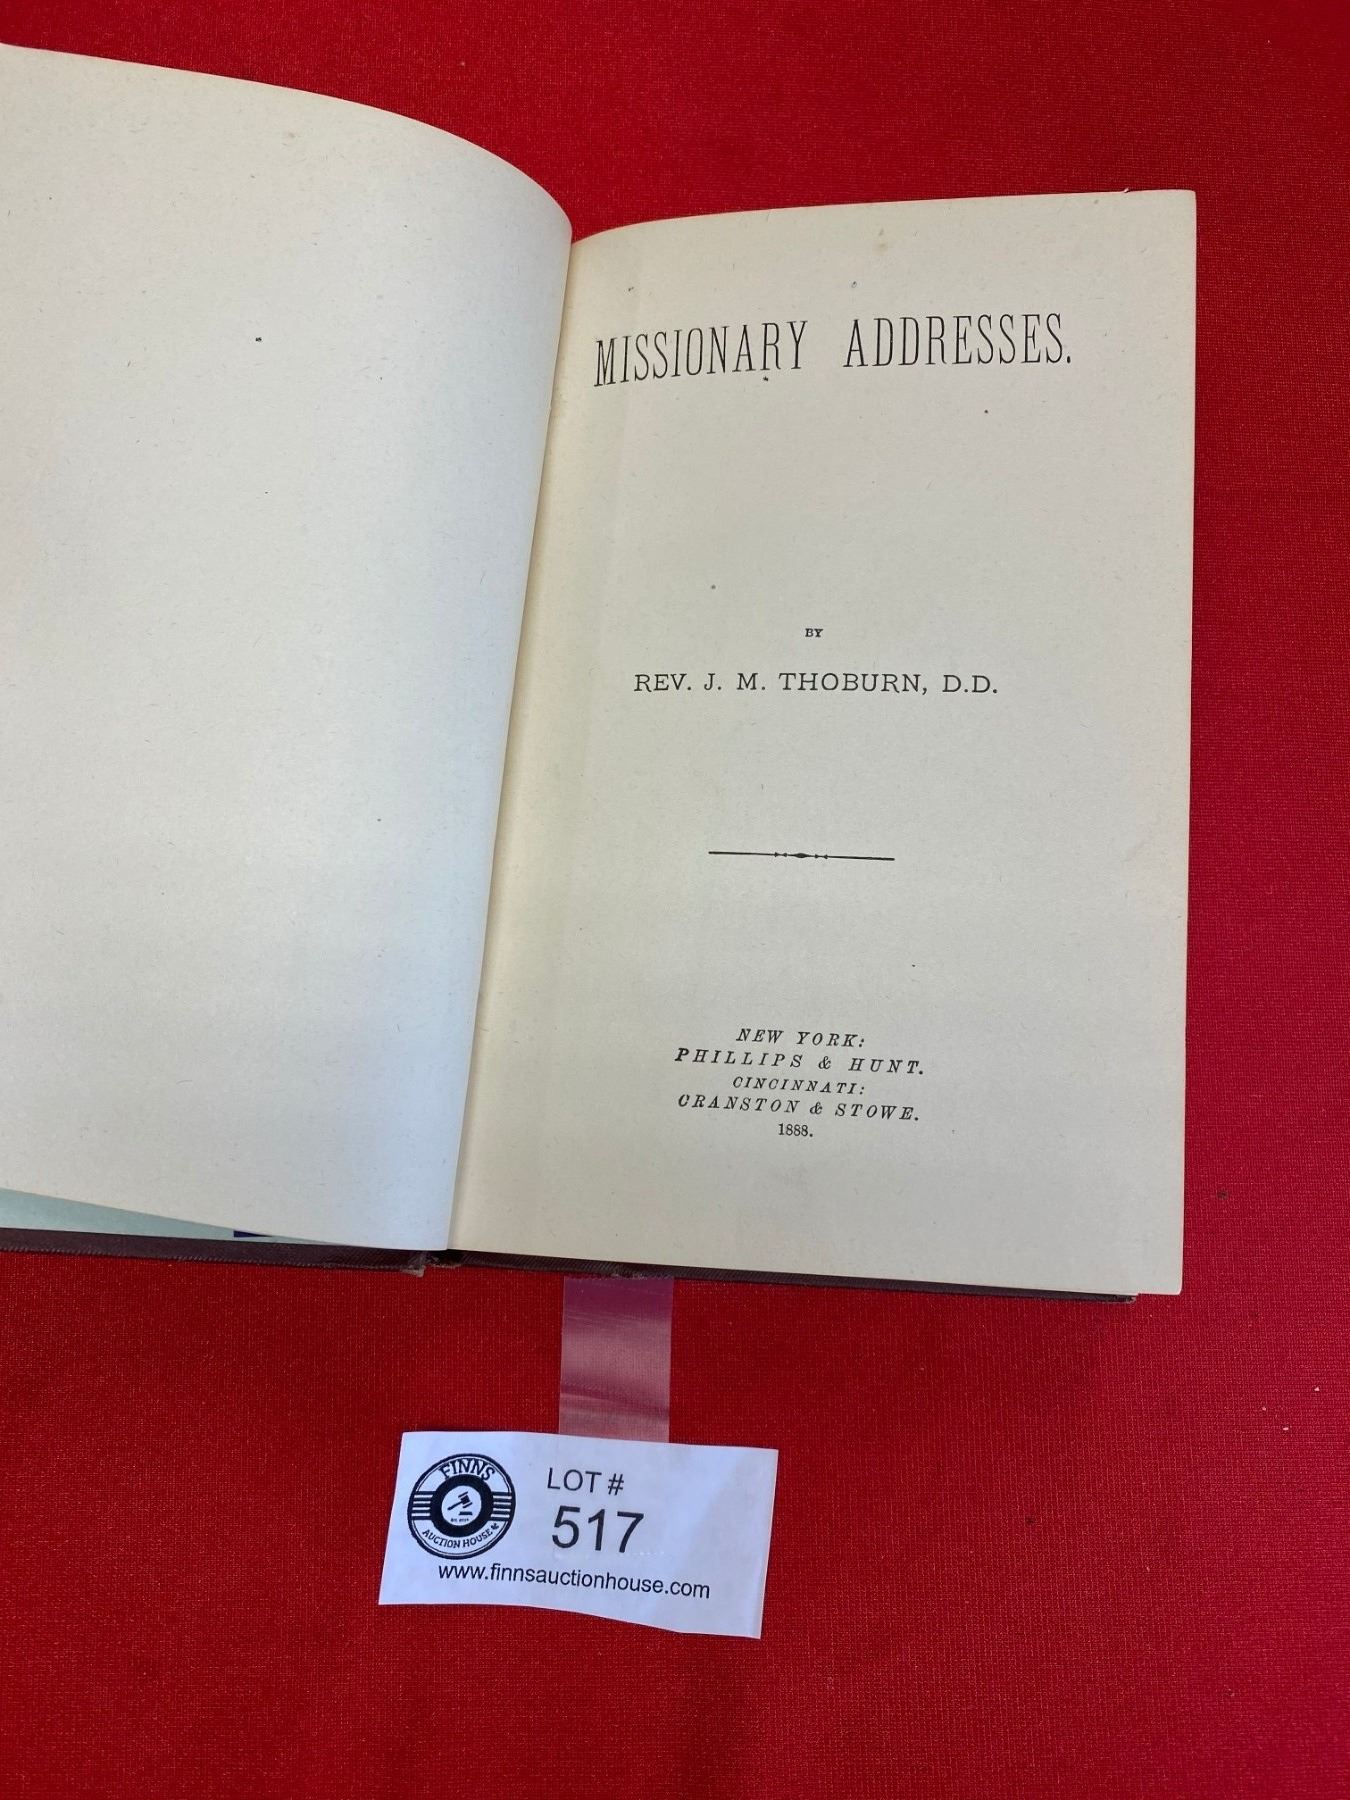 MISSIONARY ADDRESSES.
BY
REV. J. M. THOBURN, D.D.
NEW YORK:
PHILLIPS & HUNT.
CINCINNATI:
CRANSTON & STOWE.
1888.
FINNS
AUCTION HOUSE
LOT #
517
www.finnsauctionhouse.com